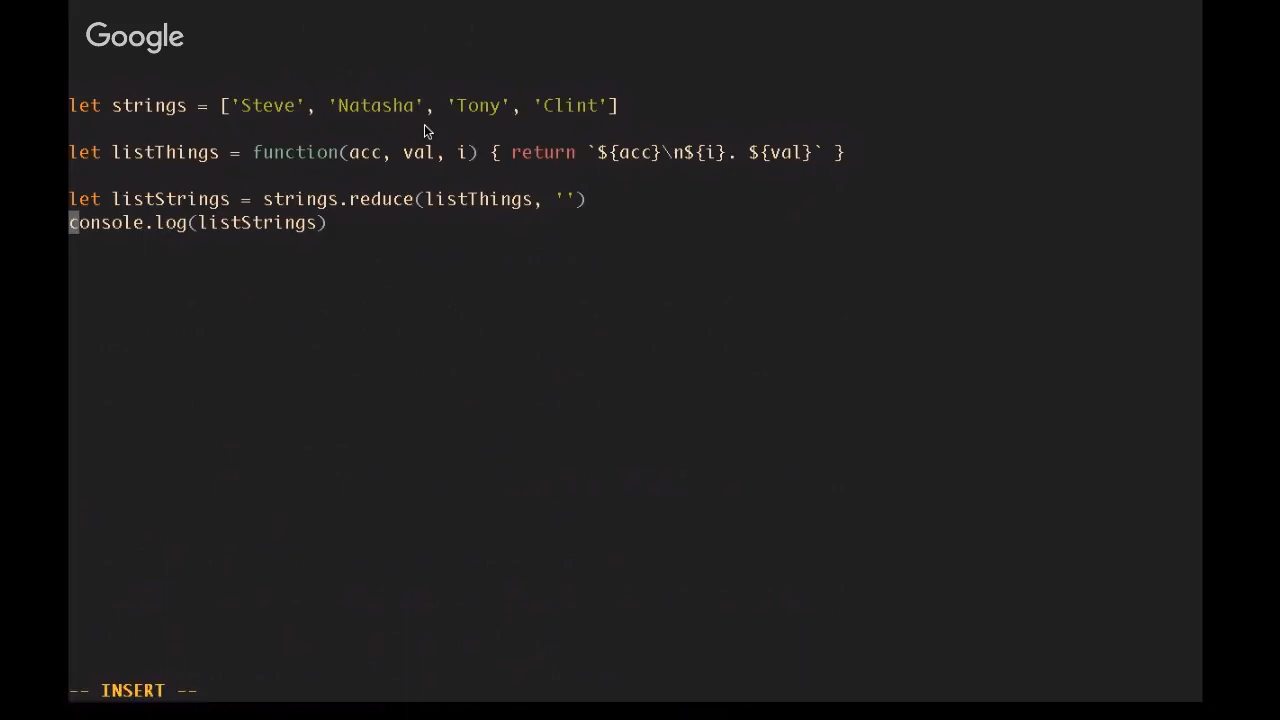 Google
let strings = ['Steve', 'Natasha', 'Tony', 'Clint']
let listThings = function(acc, val, i) { return `${acc}\n${i}. ${val}` }
let listStrings = strings.reduce(listThings, '')
console.log(listStrings)
-- INSERT --